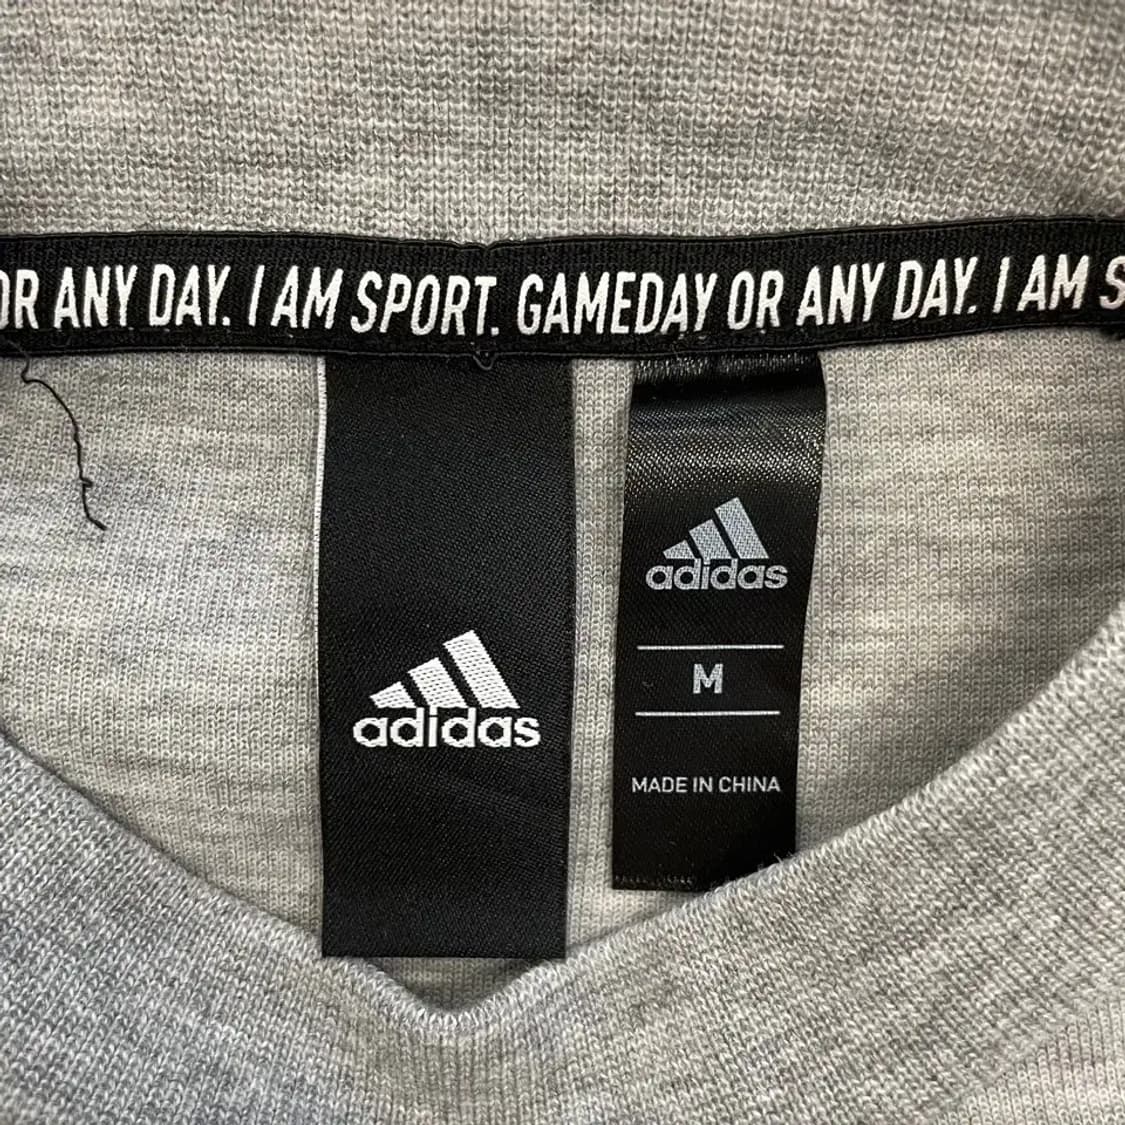 OR ANY DAY. I AM SPORT. GAMEDAY OR ANY DAY. I AM S
adidas
adidas
M
MADE IN CHINA